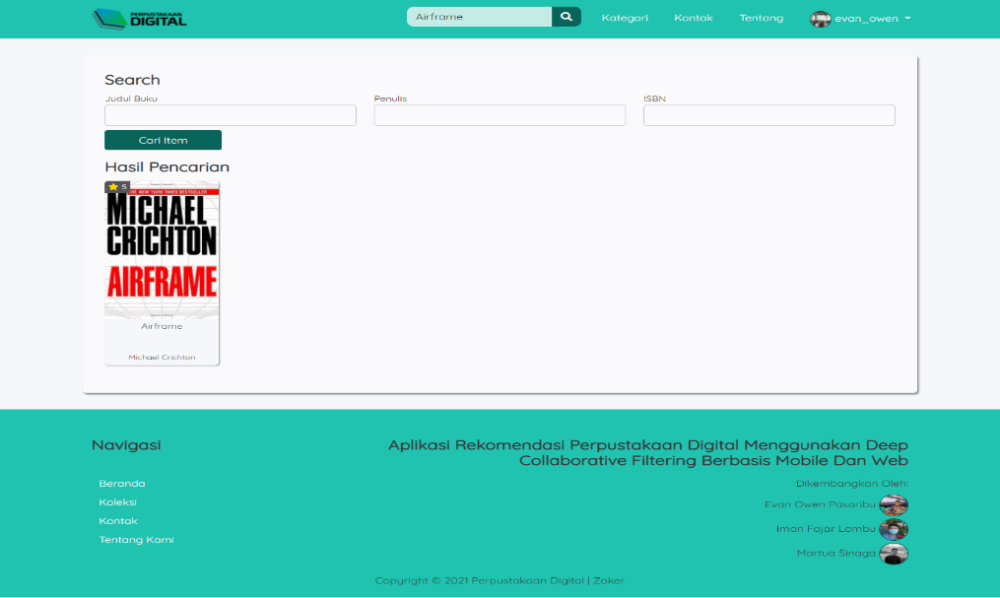 PERPUSTAKAAN
DIGITAL
Airframe
Kategori
Kontak
Tentang
evan_owen
Search
Judul Buku
Penulis
ISBN
Cari Item
Hasil Pencarian
5
THE NEW YORK TIMES BESTSELLER
MICHAEL
CRICHTON
AIRFRAME
Airframe
Michael Crichton
Navigasi
Beranda
Koleksi
Kontak
Tentang Kami
Aplikasi Rekomendasi Perpustakaan Digital Menggunakan Deep
Collaborative Filtering Berbasis Mobile Dan Web
Dikembangkan Oleh:
Evan Owen Pasaribu
Iman Fajar Lombu
Martua Sinaga
Copyright © 2021 Perpustakaan Digital | Zoker